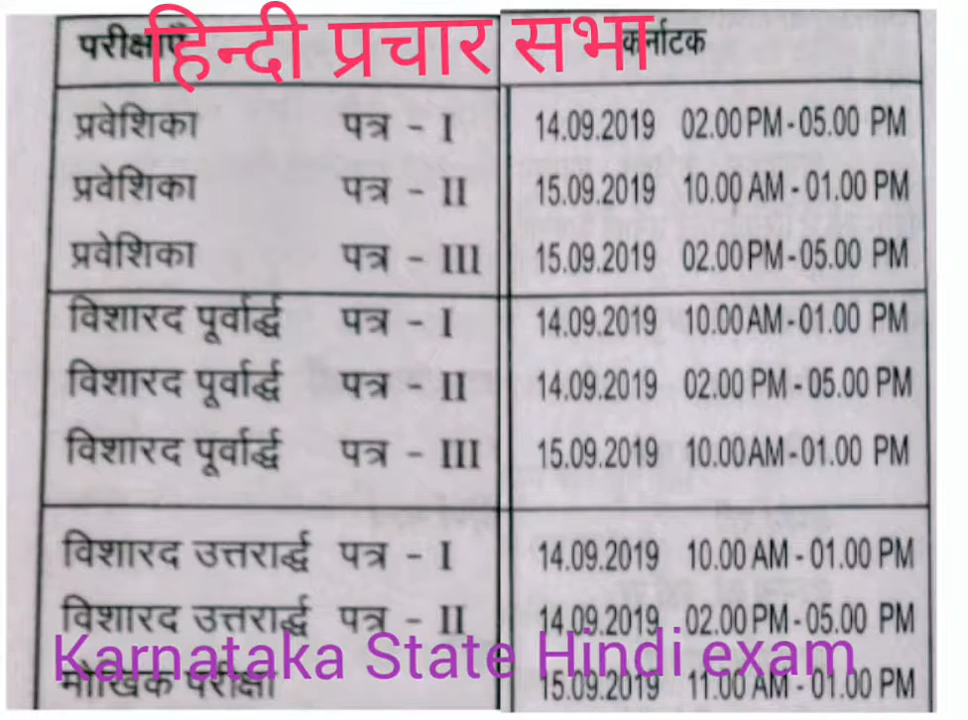 परीक्षाएँ कर्नाटक
हिन्दी प्रचार सभा
प्रवेशिका पत्र - I 14.09.2019 02.00 PM - 05.00 PM
प्रवेशिका पत्र - II 15.09.2019 10.00 AM - 01.00 PM
प्रवेशिका पत्र - III 15.09.2019 02.00 PM - 05.00 PM
विशारद पूर्वार्द्ध पत्र - I 14.09.2019 10.00 AM - 01.00 PM
विशारद पूर्वार्द्ध पत्र - II 14.09.2019 02.00 PM - 05.00 PM
विशारद पूर्वार्द्ध पत्र - III 15.09.2019 10.00 AM - 01.00 PM
विशारद उत्तरार्द्ध पत्र - I 14.09.2019 10.00 AM - 01.00 PM
विशारद उत्तरार्द्ध पत्र - II 14.09.2019 02.00 PM - 05.00 PM
Karnataka State Hindi exam
मौखिक परीक्षा 15.09.2019 11.00 AM - 01.00 PM